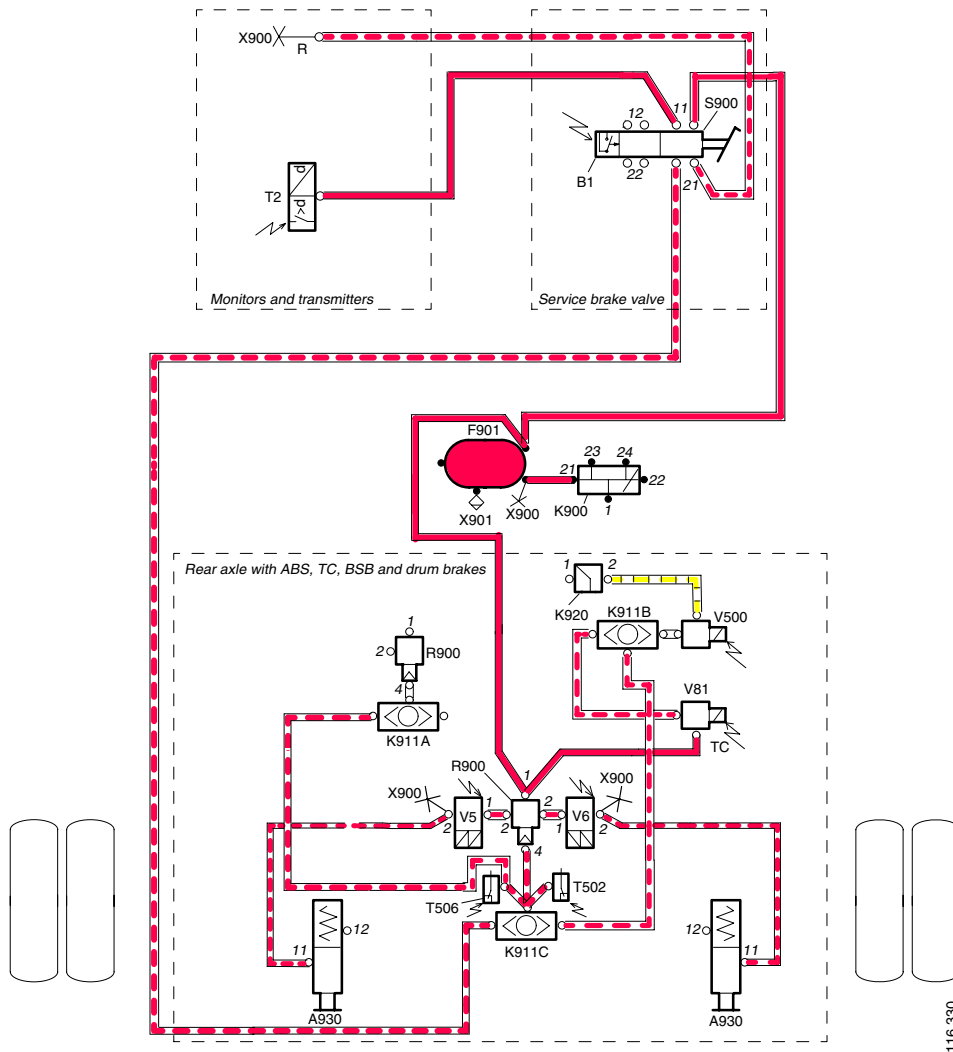 X900
R
11
S900
12
B1
22
21
T2
d
/>d
Monitors and transmitters
Service brake valve
F901
23
24
21
22
K900
1
X901
X900
Rear axle with ABS, TC, BSB and drum brakes
1
2
K920
K911B
V500
1
2
R900
4
V81
K911A
TC
R900
1
X900
X900
V5
1
2
2
V6
2
1
2
4
T506
T502
K911C
12
11
A930
12
11
A930
116 330